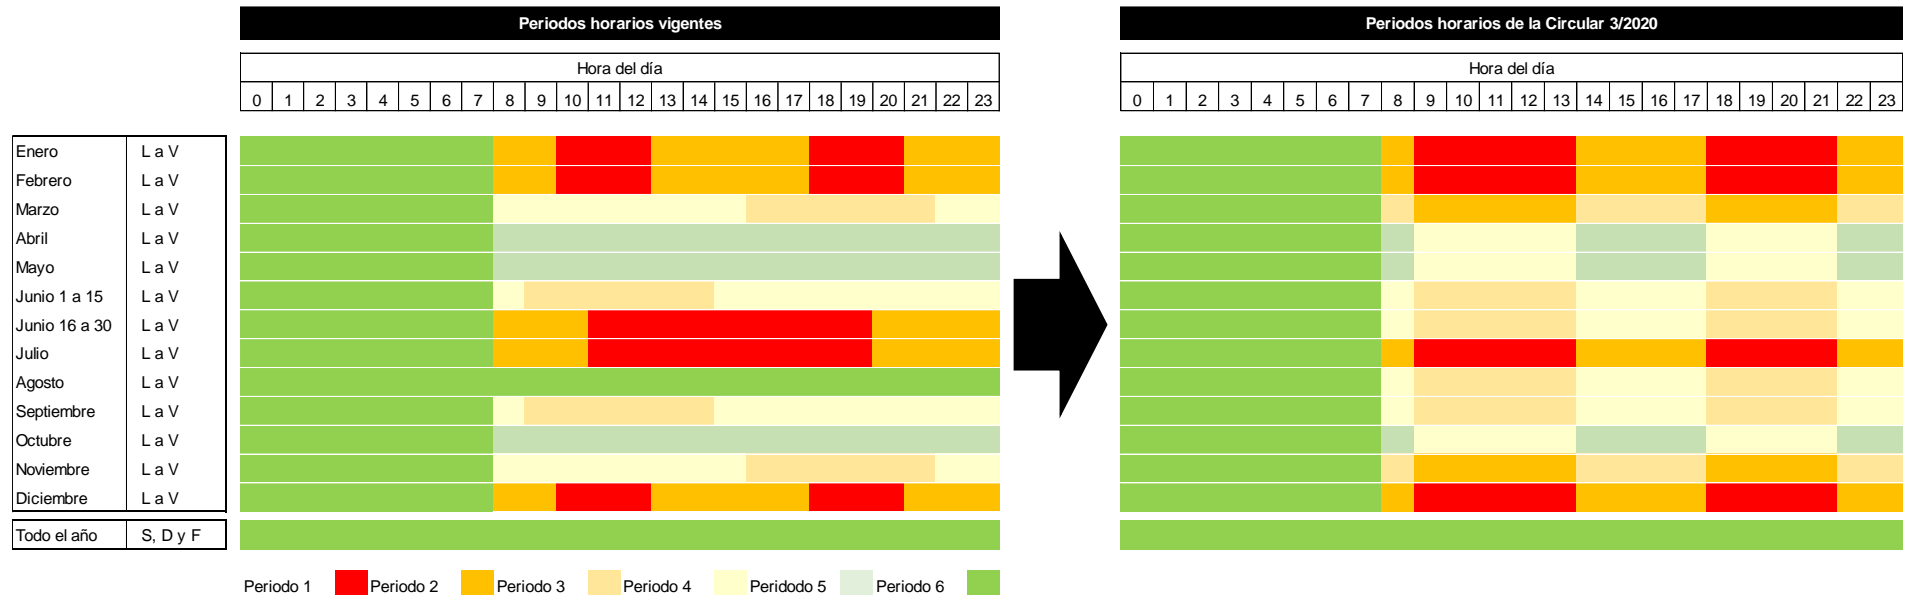 Periodos horarios vigentes
Periodos horarios de la Circular 3/2020
Hora del día
Hora del día
0 1 2 3 4 5 6 7 8 9 10 11 12 13 14 15 16 17 18 19 20 21 22 23
0 1 2 3 4 5 6 7 8 9 10 11 12 13 14 15 16 17 18 19 20 21 22 23
Enero L a V
Febrero L a V
Marzo L a V
Abril L a V
Mayo L a V
Junio 1 a 15 L a V
Junio 16 a 30 L a V
Julio L a V
Agosto L a V
Septiembre L a V
Octubre L a V
Noviembre L a V
Diciembre L a V
Todo el año S, D y F
Periodo 1 Periodo 2 Periodo 3 Periodo 4 Peridodo 5 Periodo 6